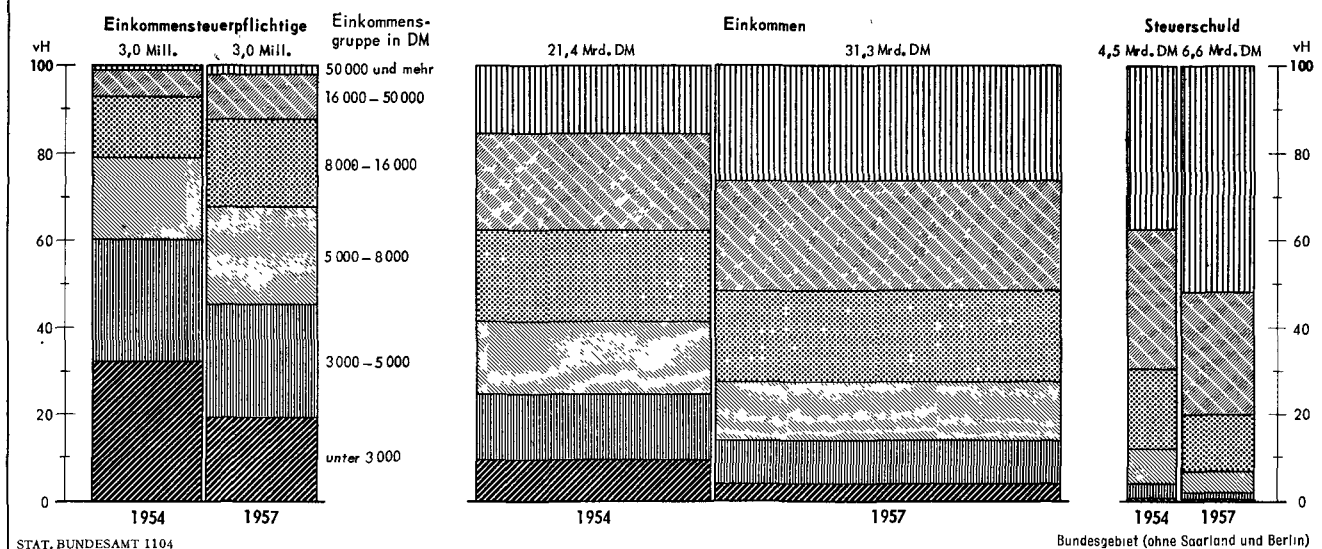 Einkommensteuerpflichtige
3,0 Mill. 3,0 Mill.
Einkommens-
gruppe in DM
Einkommen
21,4 Mrd. DM 31,3 Mrd. DM
Steuerschuld
4,5 Mrd. DM 6,6 Mrd. DM
vH
100
80
60
40
20
0
50 000 und mehr
16 000 – 50 000
8 000 – 16 000
5 000 – 8 000
3 000 – 5 000
unter 3 000
vH
100
80
60
40
20
0
1954 1957
1954 1957
1954 1957
STAT. BUNDESAMT 1104
Bundesgebiet (ohne Saarland und Berlin)